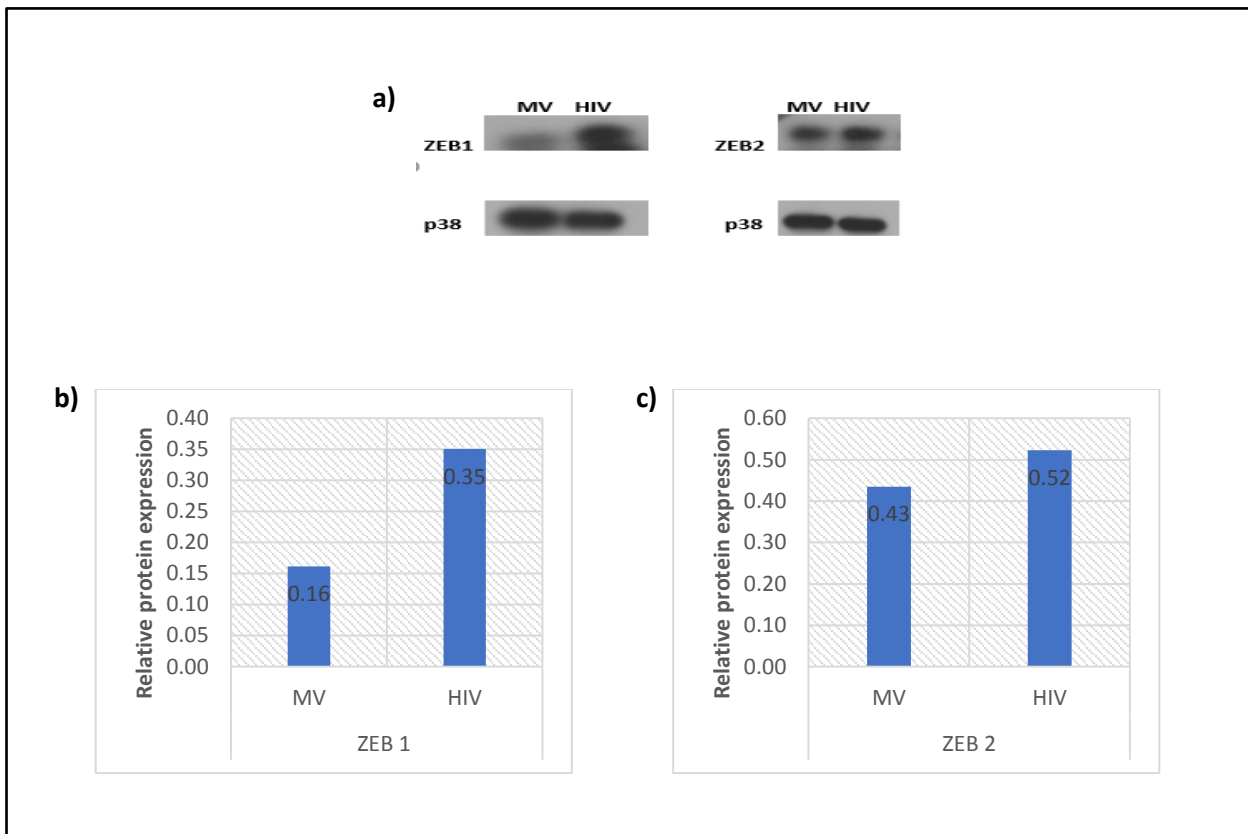 a)
MV HIV
ZEB1
p38
MV HIV
ZEB2
p38
b)
Relative protein expression
0.40
0.35
0.30
0.25
0.20
0.15
0.10
0.05
0.00
0.16
0.35
MV HIV
ZEB 1
c)
Relative protein expression
0.60
0.50
0.40
0.30
0.20
0.10
0.00
0.43
0.52
MV HIV
ZEB 2